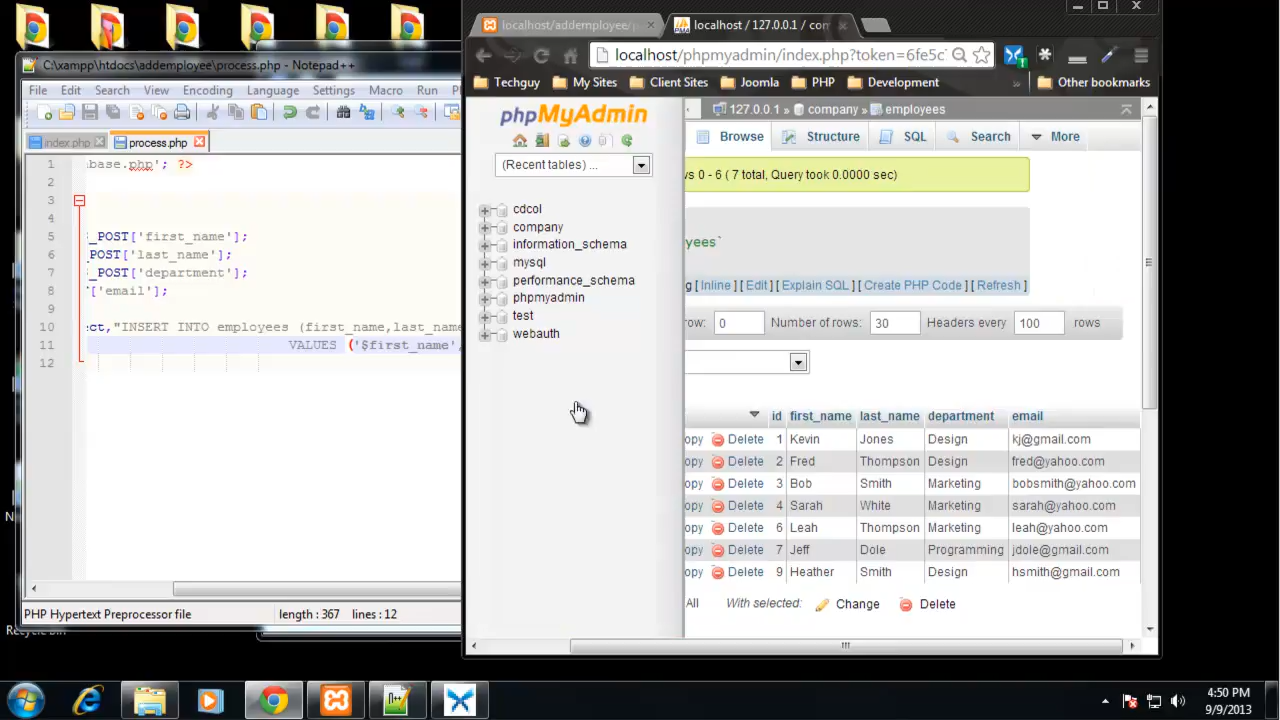 C:\xampp\htdocs\addemployee\process.php - Notepad++
File Edit Search View Encoding Language Settings Macro Run
index.php process.php
1 base.php'; ?>
2
3
4
5 _POST['first_name'];
6 _POST['last_name'];
7 _POST['department'];
8 ['email'];
9
10 ect,"INSERT INTO employees (first_name,last_name
11 VALUES ('$first_name',
12
PHP Hypertext Preprocessor file length : 367 lines : 12
localhost/addemployee/ localhost / 127.0.0.1 / com
localhost/phpmyadmin/index.php?token=6fe5c
Techguy My Sites Client Sites Joomla PHP Development » Other bookmarks
phpMyAdmin
(Recent tables) ...
cdcol
company
information_schema
mysql
performance_schema
phpmyadmin
test
webauth
127.0.0.1 » company » employees
Browse Structure SQL Search More
ws 0 - 6 ( 7 total, Query took 0.0000 sec)
yees`
ng [ Inline ] [ Edit ] [ Explain SQL ] [ Create PHP Code ] [ Refresh ]
row: 0 Number of rows: 30 Headers every 100 rows
id first_name last_name department email
opy Delete 1 Kevin Jones Design kj@gmail.com
opy Delete 2 Fred Thompson Design fred@yahoo.com
opy Delete 3 Bob Smith Marketing bobsmith@yahoo.com
opy Delete 4 Sarah White Marketing sarah@yahoo.com
opy Delete 6 Leah Thompson Marketing leah@yahoo.com
opy Delete 7 Jeff Dole Programming jdole@gmail.com
opy Delete 9 Heather Smith Design hsmith@gmail.com
All With selected: Change Delete
4:50 PM
9/9/2013